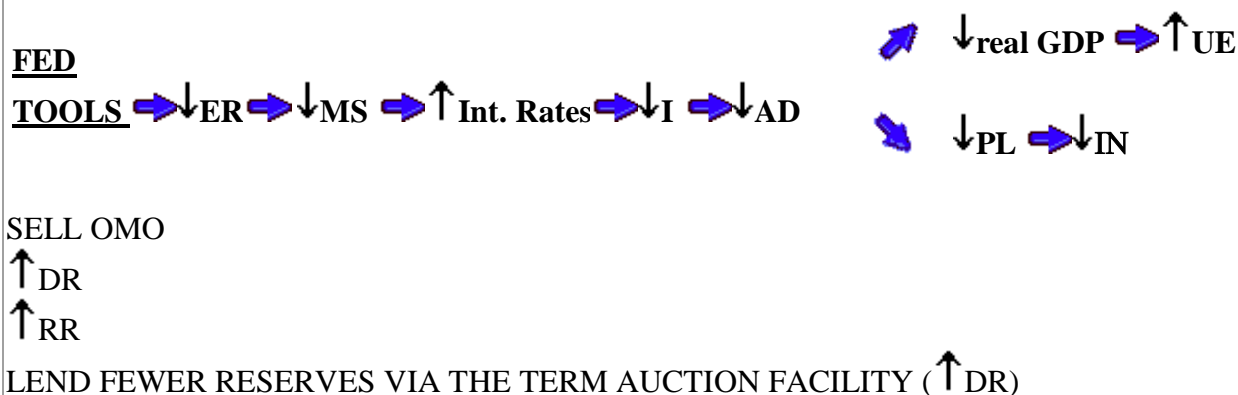 ↓real GDP ➡ ↑UE
FED
TOOLS ➡ ↓ER ➡ ↓MS ➡ ↑Int. Rates ➡ ↓I ➡ ↓AD
↓PL ➡ ↓IN
SELL OMO
↑DR
↑RR
LEND FEWER RESERVES VIA THE TERM AUCTION FACILITY (↑DR)